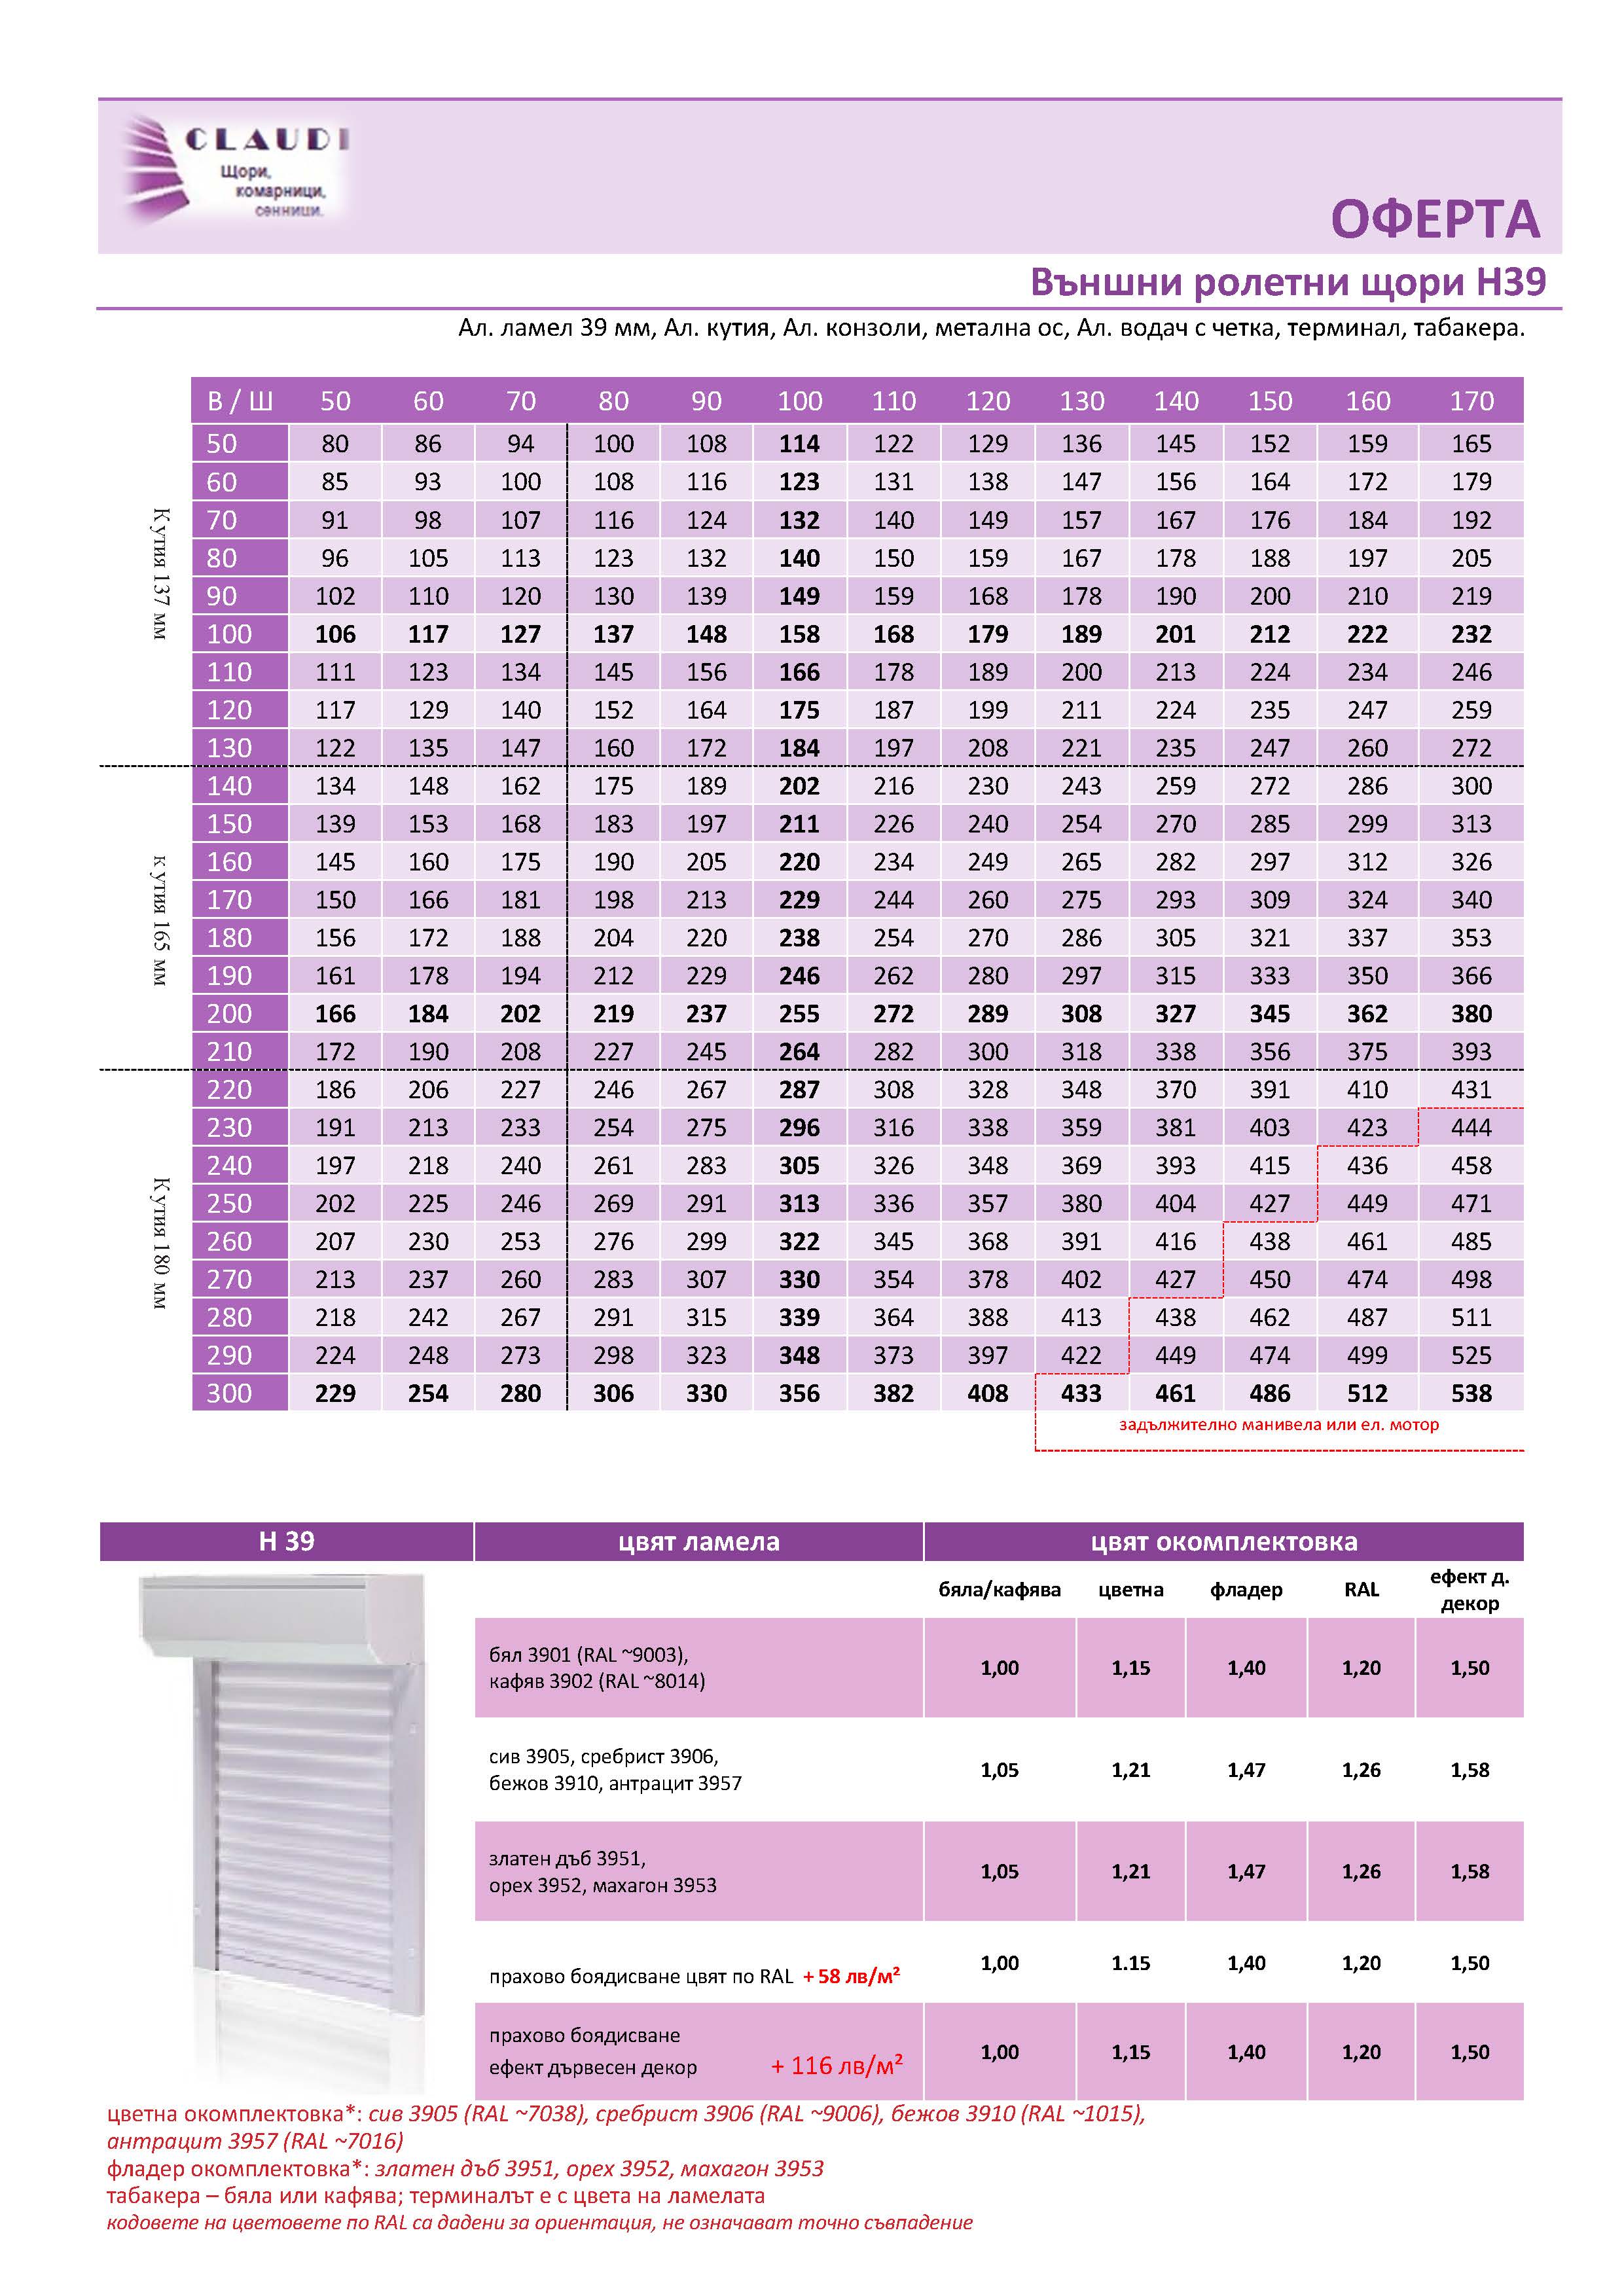 CLAUDI
Щори,
комарници,
сенници.
ОФЕРТА
Външни ролетни щори Н39
Ал. ламел 39 мм, Ал. кутия, Ал. конзоли, метална ос, Ал. водач с четка, терминал, табакера.
В / Ш 50 60 70 80 90 100 110 120 130 140 150 160 170
50 80 86 94 100 108 114 122 129 136 145 152 159 165
60 85 93 100 108 116 123 131 138 147 156 164 172 179
70 91 98 107 116 124 132 140 149 157 167 176 184 192
80 96 105 113 123 132 140 150 159 167 178 188 197 205
90 102 110 120 130 139 149 159 168 178 190 200 210 219
100 106 117 127 137 148 158 168 179 189 201 212 222 232
110 111 123 134 145 156 166 178 189 200 213 224 234 246
120 117 129 140 152 164 175 187 199 211 224 235 247 259
130 122 135 147 160 172 184 197 208 221 235 247 260 272
Кутия 137 мм
140 134 148 162 175 189 202 216 230 243 259 272 286 300
150 139 153 168 183 197 211 226 240 254 270 285 299 313
160 145 160 175 190 205 220 234 249 265 282 297 312 326
170 150 166 181 198 213 229 244 260 275 293 309 324 340
180 156 172 188 204 220 238 254 270 286 305 321 337 353
190 161 178 194 212 229 246 262 280 297 315 333 350 366
200 166 184 202 219 237 255 272 289 308 327 345 362 380
210 172 190 208 227 245 264 282 300 318 338 356 375 393
кутия 165 мм
220 186 206 227 246 267 287 308 328 348 370 391 410 431
230 191 213 233 254 275 296 316 338 359 381 403 423 444
240 197 218 240 261 283 305 326 348 369 393 415 436 458
250 202 225 246 269 291 313 336 357 380 404 427 449 471
260 207 230 253 276 299 322 345 368 391 416 438 461 485
270 213 237 260 283 307 330 354 378 402 427 450 474 498
280 218 242 267 291 315 339 364 388 413 438 462 487 511
290 224 248 273 298 323 348 373 397 422 449 474 499 525
300 229 254 280 306 330 356 382 408 433 461 486 512 538
Кутия 180 мм
задължително манивела или ел. мотор
Н 39 цвят ламела цвят окомплектовка
бяла/кафява цветна фладер RAL ефект д.
декор
бял 3901 (RAL ~9003),
кафяв 3902 (RAL ~8014)
1,00 1,15 1,40 1,20 1,50
сив 3905, сребрист 3906,
бежов 3910, антрацит 3957
1,05 1,21 1,47 1,26 1,58
златен дъб 3951,
орех 3952, махагон 3953
1,05 1,21 1,47 1,26 1,58
прахово боядисване цвят по RAL + 58 лв/м²
1,00 1.15 1,40 1,20 1,50
прахово боядисване
ефект дървесен декор + 116 лв/м²
1,00 1,15 1,40 1,20 1,50
цветна окомплектовка*: сив 3905 (RAL ~7038), сребрист 3906 (RAL ~9006), бежов 3910 (RAL ~1015),
антрацит 3957 (RAL ~7016)
фладер окомплектовка*: златен дъб 3951, орех 3952, махагон 3953
табакера – бяла или кафява; терминалът е с цвета на ламелата
кодовете на цветовете по RAL са дадени за ориентация, не означават точно съвпадение